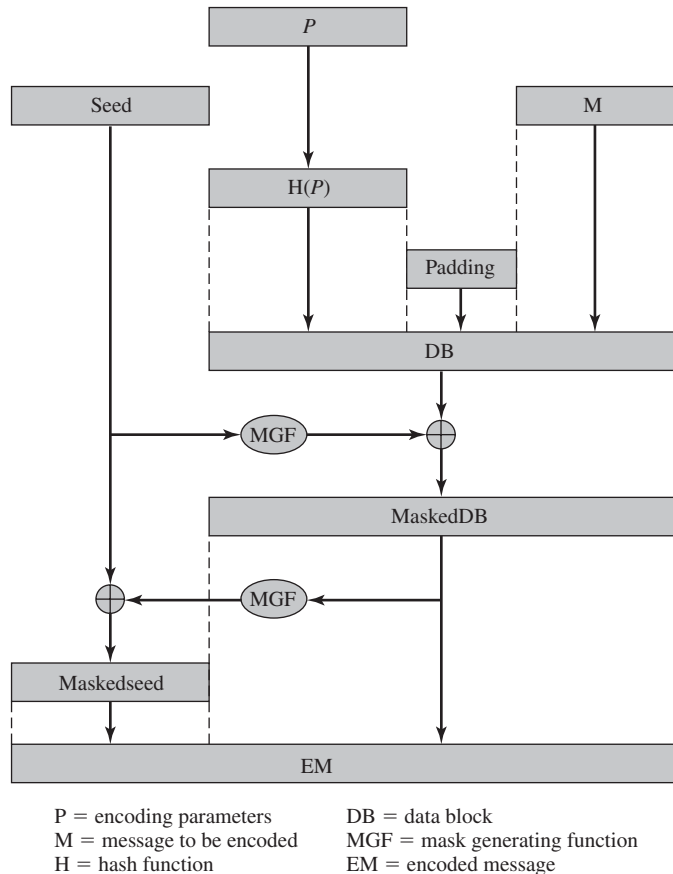 P
Seed
M
H(P)
Padding
DB
MGF
MaskedDB
MGF
Maskedseed
EM
P = encoding parameters
M = message to be encoded
H = hash function
DB = data block
MGF = mask generating function
EM = encoded message